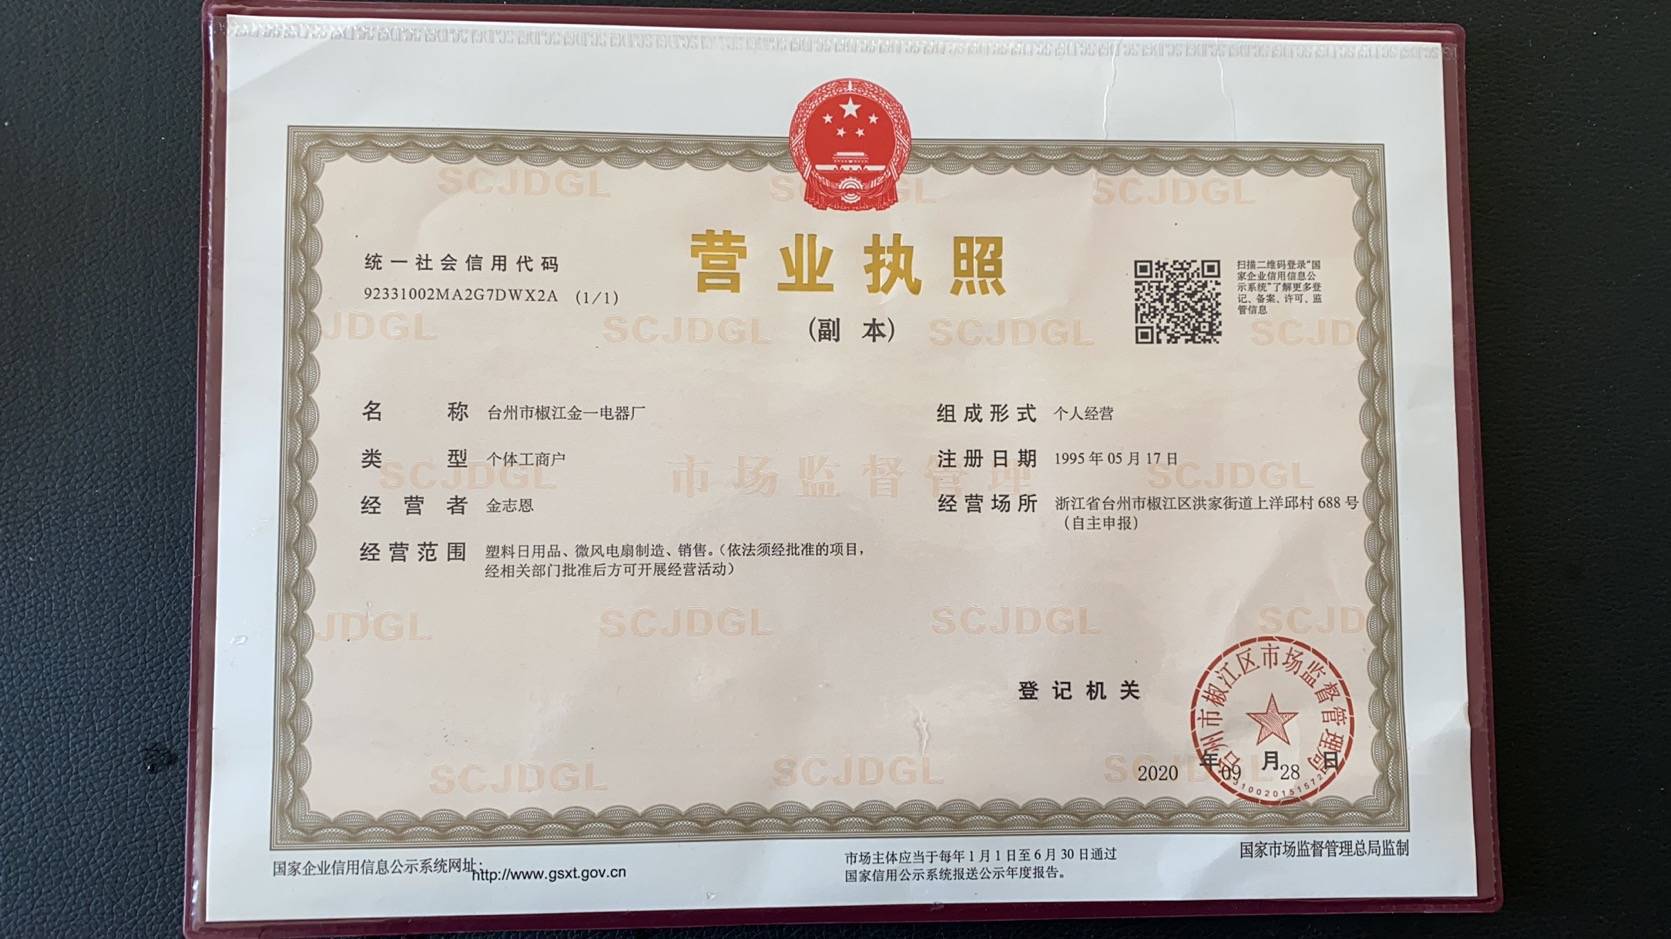 营业执照
(副 本)
统一社会信用代码
92331002MA2G7DWX2A (1/1)
扫描二维码登录“国
家企业信用信息公
示系统”了解更多登
记、备案、许可、监
管信息
名 称 台州市椒江金一电器厂
类 型 个体工商户
经 营 者 金志恩
经营范围 塑料日用品、微风电扇制造、销售。(依法须经批准的项目,
经相关部门批准后方可开展经营活动)
组成形式 个人经营
注册日期 1995 年 05 月 17 日
经营场所 浙江省台州市椒江区洪家街道上洋邱村 688 号
(自主申报)
SCJDGL
市场监督管理
登记机关
台州市椒江区市场监督管理局
2020 年 09 月 28 日
国家企业信用信息公示系统网址:
http://www.gsxt.gov.cn
市场主体应当于每年 1 月 1 日至 6 月 30 日通过
国家信用公示系统报送公示年度报告。
国家市场监督管理总局监制